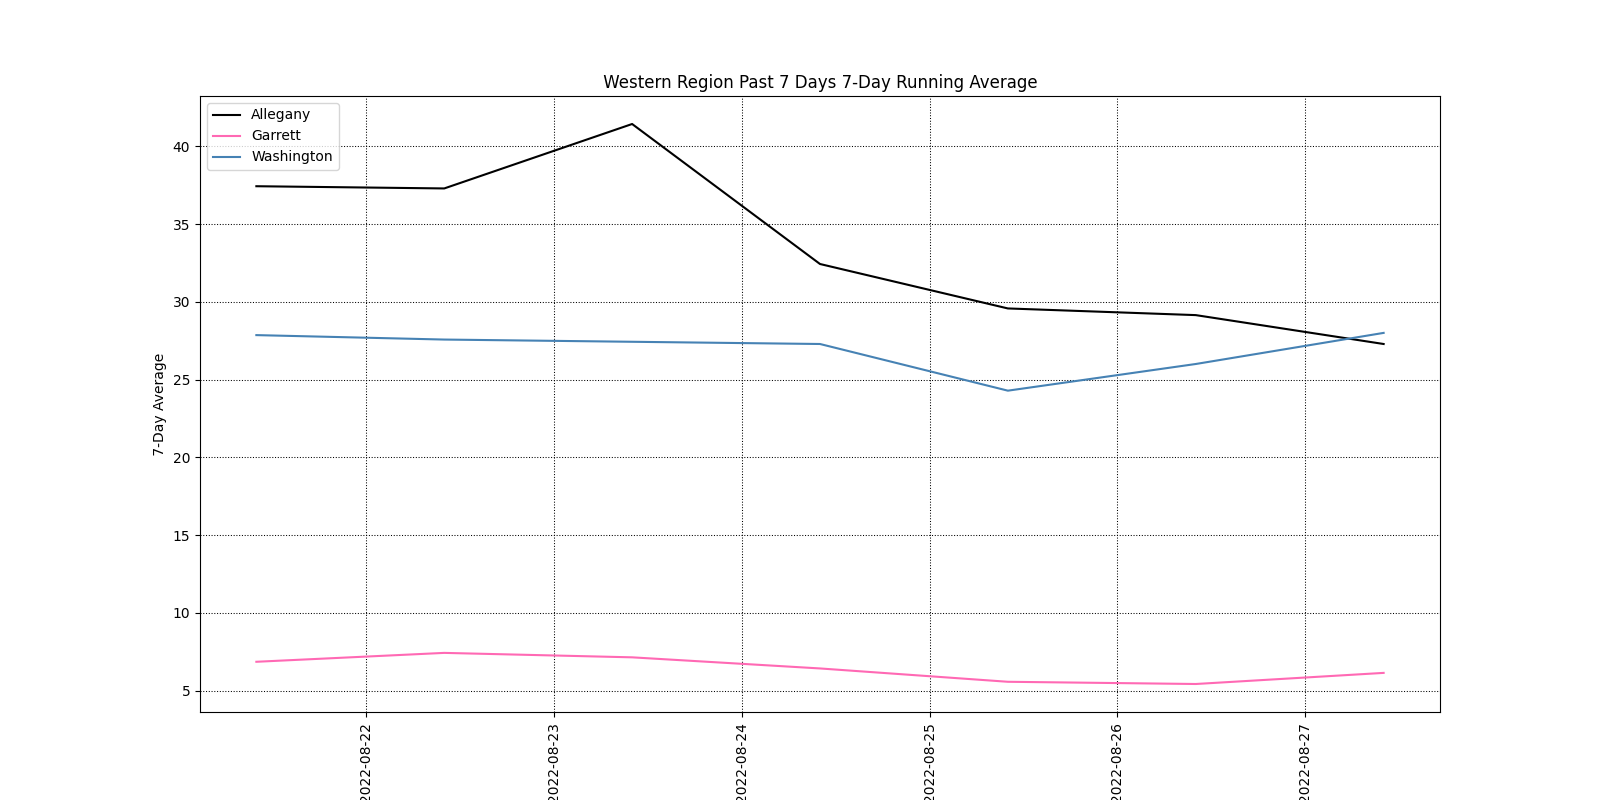 Western Region Past 7 Days 7-Day Running Average
Allegany
Garrett
Washington
40
35
30
25
20
15
10
5
7-Day Average
2022-08-22
2022-08-23
2022-08-24
2022-08-25
2022-08-26
2022-08-27